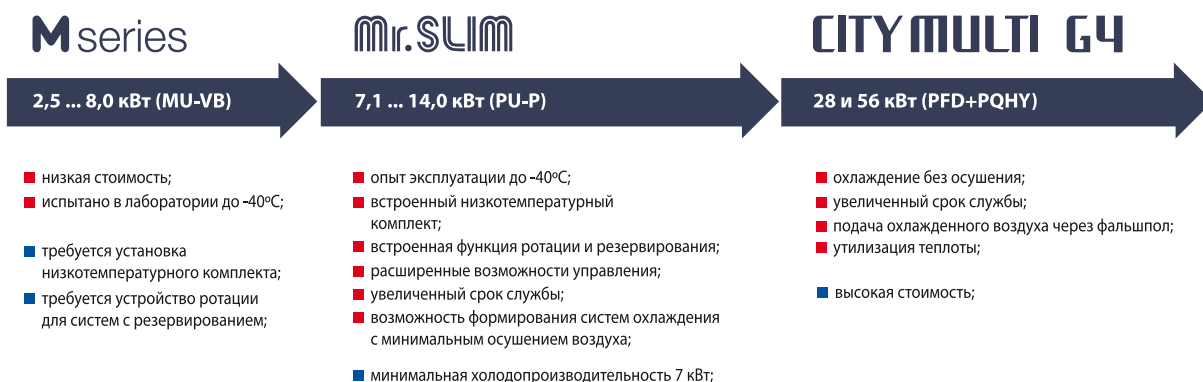 M series
2,5 ... 8,0 кВт (MU-VB)
низкая стоимость;
испытано в лаборатории до -40ºС;
требуется установка
низкотемпературного комплекта;
требуется устройство ротации
для систем с резервированием;
Mr.SLIM
7,1 ... 14,0 кВт (PU-P)
опыт эксплуатации до -40ºС;
встроенный низкотемпературный
комплект;
встроенная функция ротации и резервирования;
расширенные возможности управления;
увеличенный срок службы;
возможность формирования систем охлаждения
с минимальным осушением воздуха;
минимальная холодопроизводительность 7 кВт;
CITY MULTI G4
28 и 56 кВт (PFD+PQHY)
охлаждение без осушения;
увеличенный срок службы;
подача охлажденного воздуха через фальшпол;
утилизация теплоты;
высокая стоимость;